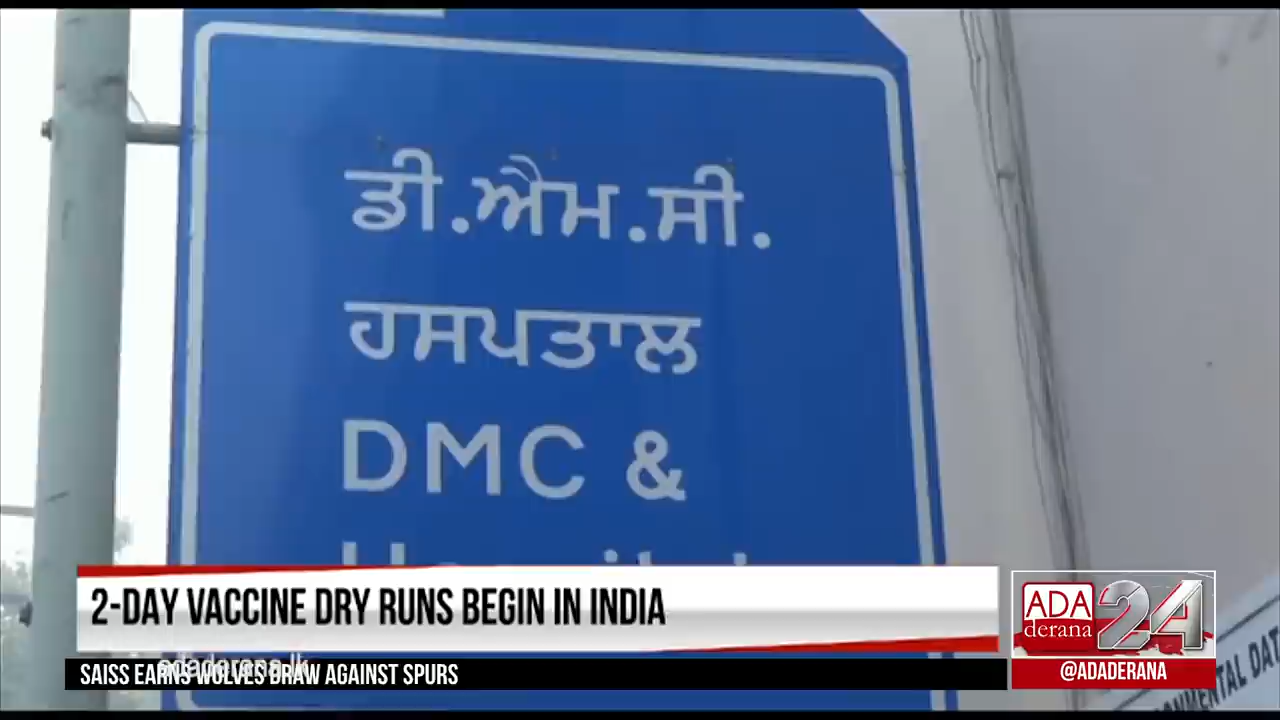 ਡੀ.ਐਮ.ਸੀ.
ਹਸਪਤਾਲ
DMC &
Hospital
2-DAY VACCINE DRY RUNS BEGIN IN INDIA
SAISS EARNS WOLVES DRAW AGAINST SPURS
ADA
derana
24
@ADADERANA